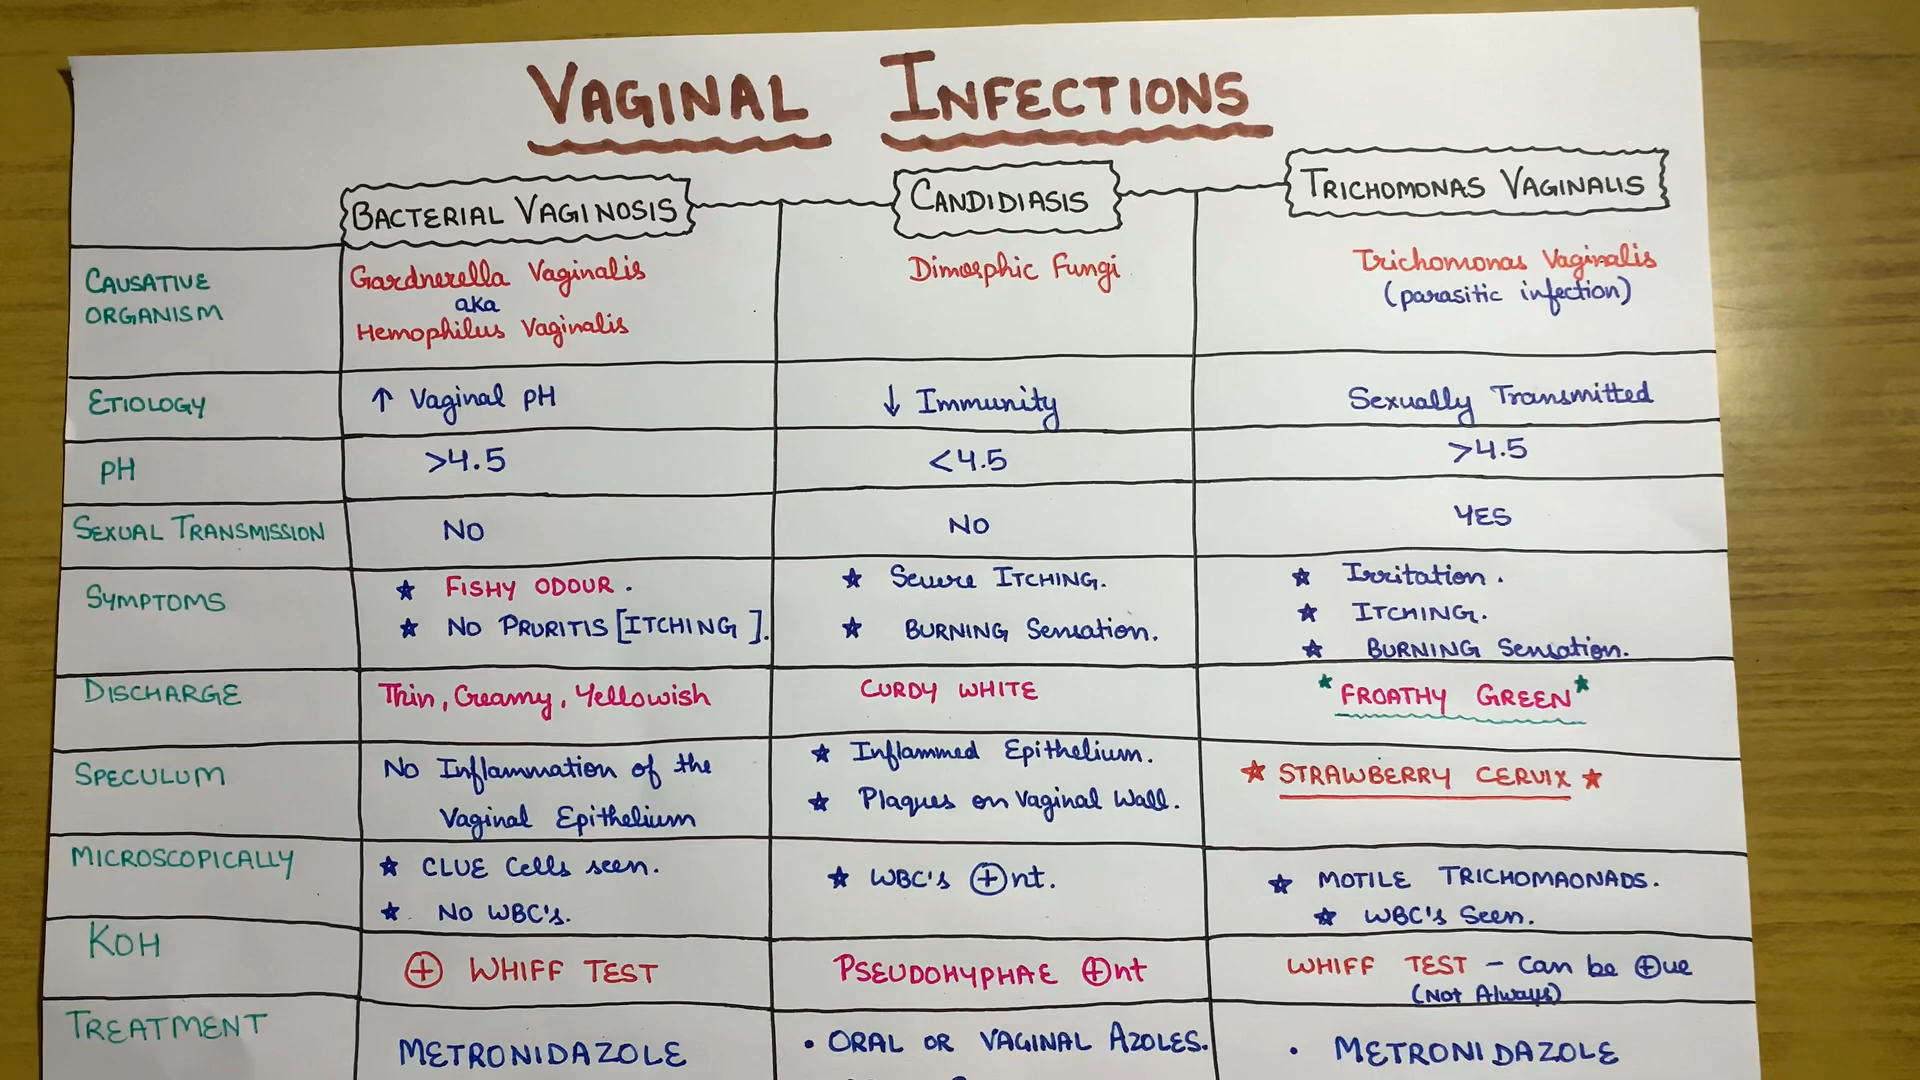 VAGINAL INFECTIONS
BACTERIAL VAGINOSIS
CANDIDIASIS
TRICHOMONAS VAGINALIS
CAUSATIVE
ORGANISM
Gardnerella Vaginalis
aka
Hemophilus Vaginalis
Dimorphic Fungi
Trichomonas Vaginalis
(parasitic infection)
ETIOLOGY
↑ Vaginal pH
↓ Immunity
Sexually Transmitted
PH
>4.5
<4.5
>4.5
SEXUAL TRANSMISSION
NO
NO
YES
SYMPTOMS
★ FISHY ODOUR.
★ NO PRURITIS [ITCHING].
★ Severe ITCHING.
★ BURNING Sensation.
★ Irritation.
★ ITCHING.
★ BURNING Sensation.
DISCHARGE
Thin, Creamy, Yellowish
CURDY WHITE
★ FROATHY GREEN ★
SPECULUM
No Inflammation of the
Vaginal Epithelium
★ Inflammed Epithelium.
★ Plaques on Vaginal Wall.
★ STRAWBERRY CERVIX ★
MICROSCOPICALLY
★ CLUE Cells seen.
★ NO WBC's.
★ WBC's ⊕nt.
★ MOTILE TRICHOMAONADS.
★ WBC's Seen.
KOH
⊕ WHIFF TEST
PSEUDOHYPHAE ⊕nt
WHIFF TEST - Can be ⊕ve
(Not Always)
TREATMENT
METRONIDAZOLE
• ORAL OR VAGINAL AZOLES.
• METRONIDAZOLE